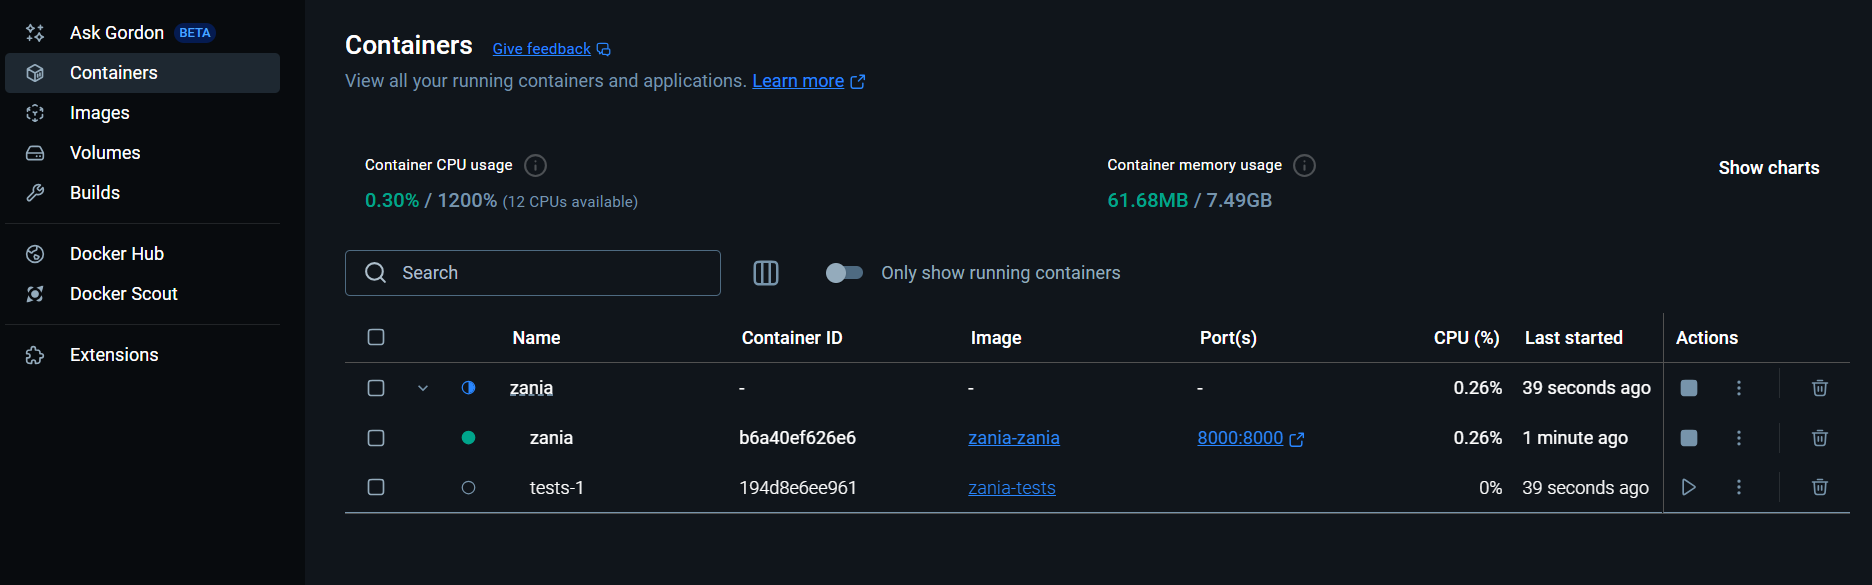 Ask Gordon BETA
Containers
Images
Volumes
Builds
Docker Hub
Docker Scout
Extensions
Containers Give feedback
View all your running containers and applications. Learn more
Container CPU usage
0.30% / 1200% (12 CPUs available)
Container memory usage
61.68MB / 7.49GB
Show charts
Search
Only show running containers
Name Container ID Image Port(s) CPU (%) Last started Actions
zania - - - 0.26% 39 seconds ago
zania b6a40ef626e6 zania-zania 8000:8000 0.26% 1 minute ago
tests-1 194d8e6ee961 zania-tests 0% 39 seconds ago